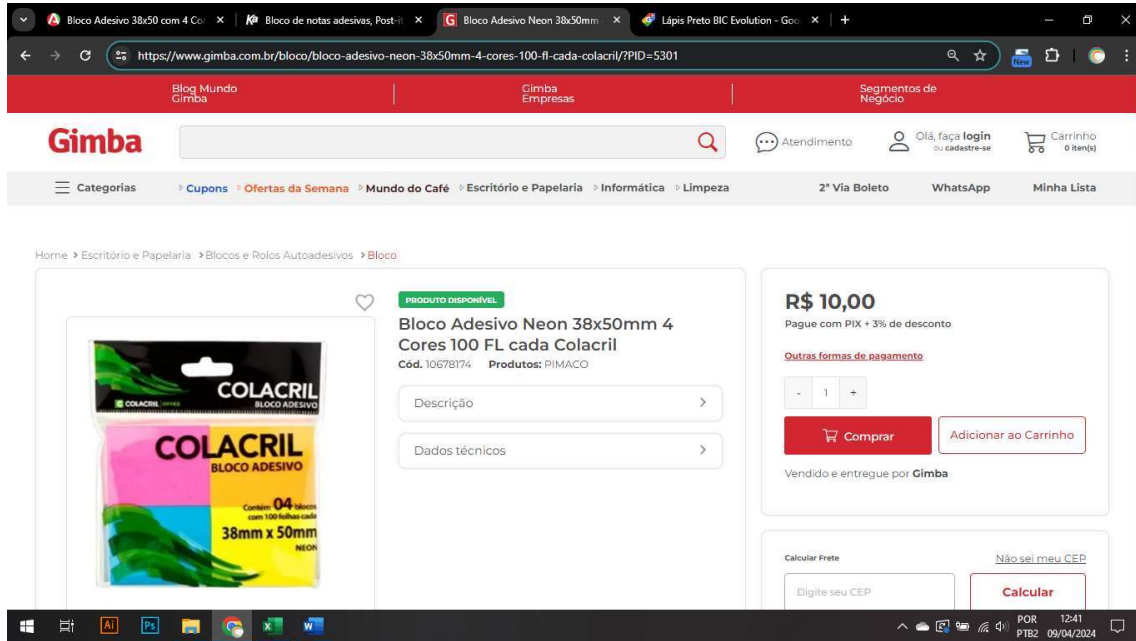 Bloco Adesivo 38x50 com 4 Co
Bloco de notas adesivas, Post-it
Bloco Adesivo Neon 38x50mm
Lápis Preto BIC Evolution - Goo
https://www.gimba.com.br/bloco/bloco-adesivo-neon-38x50mm-4-cores-100-fl-cada-colacril/?PID=5301
New
Blog Mundo
Gimba
Gimba
Empresas
Segmentos de
Negócio
Gimba
Atendimento
Olá, faça login
ou cadastre-se
Carrinho
0 iten(s)
Categorias
Cupons
Ofertas da Semana
Mundo do Café
Escritório e Papelaria
Informática
Limpeza
2ª Via Boleto
WhatsApp
Minha Lista
Home > Escritório e Papelaria > Blocos e Rolos Autoadesivos > Bloco
COLACRIL
BLOCO ADESIVO
COLACRIL
COLACRIL
BLOCO ADESIVO
Contém 04 blocos
com 100 folhas cada
38mm x 50mm
NEON
PRODUTO DISPONÍVEL
Bloco Adesivo Neon 38x50mm 4
Cores 100 FL cada Colacril
Cód. 10678174 Produtos: PIMACO
Descrição
Dados técnicos
R$ 10,00
Pague com PIX + 3% de desconto
Outras formas de pagamento
- 1 +
Comprar
Adicionar ao Carrinho
Vendido e entregue por Gimba
Calcular Frete
Não sei meu CEP
Digite seu CEP
Calcular
Ai
Ps
POR
PTB2
12:41
09/04/2024